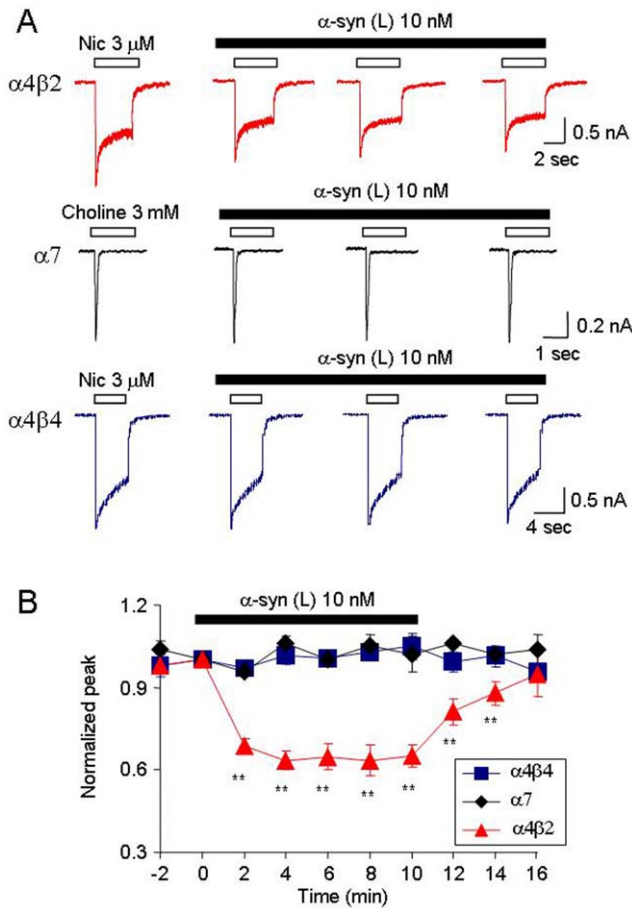 A
α-syn (L) 10 nM
Nic 3 μM
α4β2
0.5 nA
2 sec
α-syn (L) 10 nM
Choline 3 mM
α7
0.2 nA
1 sec
α-syn (L) 10 nM
Nic 3 μM
α4β4
0.5 nA
4 sec
B
α-syn (L) 10 nM
1.2
0.9
0.6
0.3
Normalized peak
** ** ** ** ** ** **
α4β4
α7
α4β2
-2 0 2 4 6 8 10 12 14 16
Time (min)